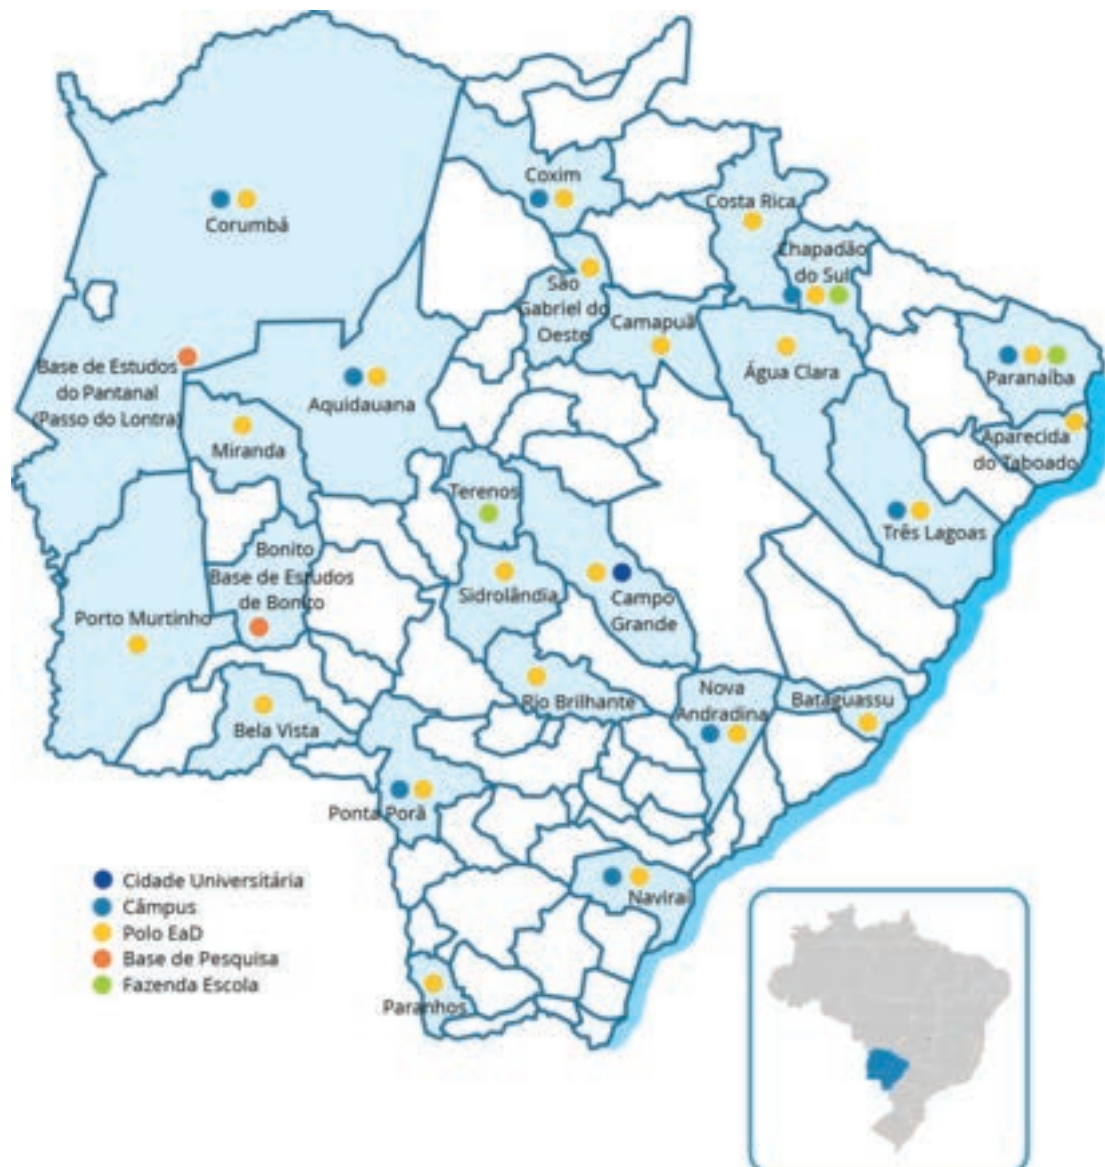 Coxim
Costa Rica
Corumbá
Chapadão
do Sul
São
Gabriel do
Oeste
Camapuã
Base de Estudos
do Pantanal
(Passo do Lontra)
Água Clara
Paranaíba
Aquidauana
Miranda
Aparecida
do Taboado
Terenos
Três Lagoas
Bonito
Base de Estudos
de Bonito
Sidrolândia
Campo
Grande
Porto Murtinho
Nova
Andradina
Bataguassu
Rio Brilhante
Bela Vista
Ponta Porã
Naviraí
Paranhos
Cidade Universitária
Câmpus
Polo EaD
Base de Pesquisa
Fazenda Escola